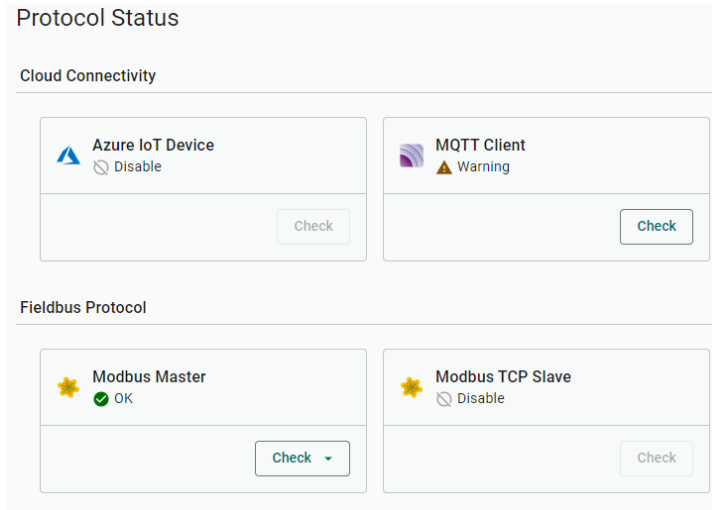 Protocol Status
Cloud Connectivity
Azure IoT Device
Disable
Check
MQTT Client
Warning
Check
Fieldbus Protocol
Modbus Master
OK
Check
Modbus TCP Slave
Disable
Check